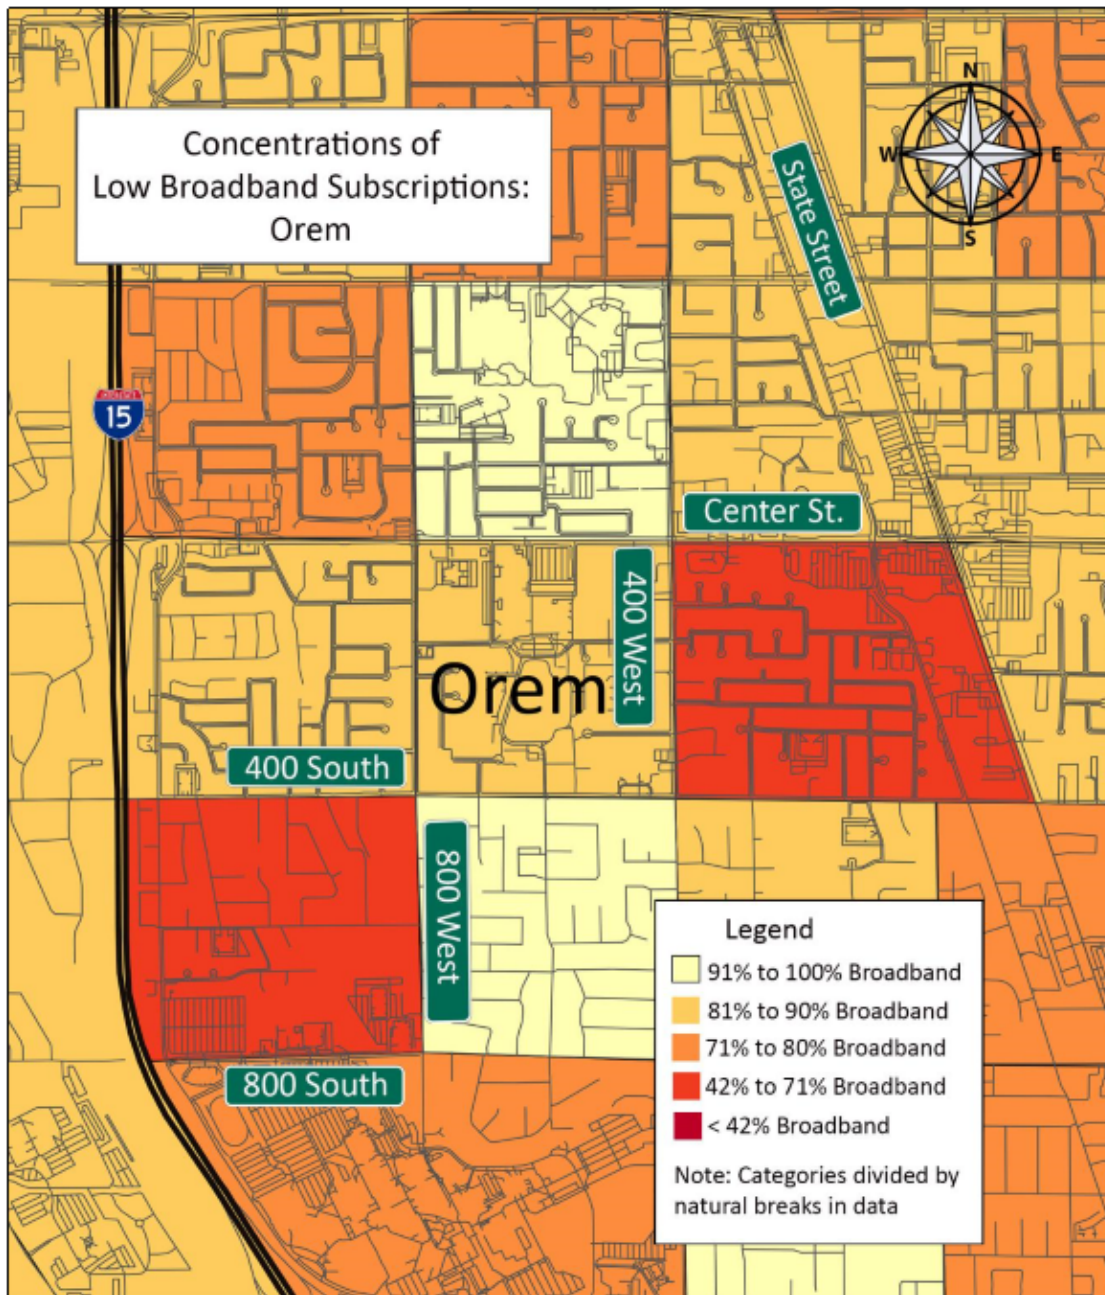 Concentrations of
Low Broadband Subscriptions:
Orem
N
W
E
S
State Street
15
Center St.
400 West
Orem
400 South
800 West
800 South
Legend
91% to 100% Broadband
81% to 90% Broadband
71% to 80% Broadband
42% to 71% Broadband
< 42% Broadband
Note: Categories divided by
natural breaks in data